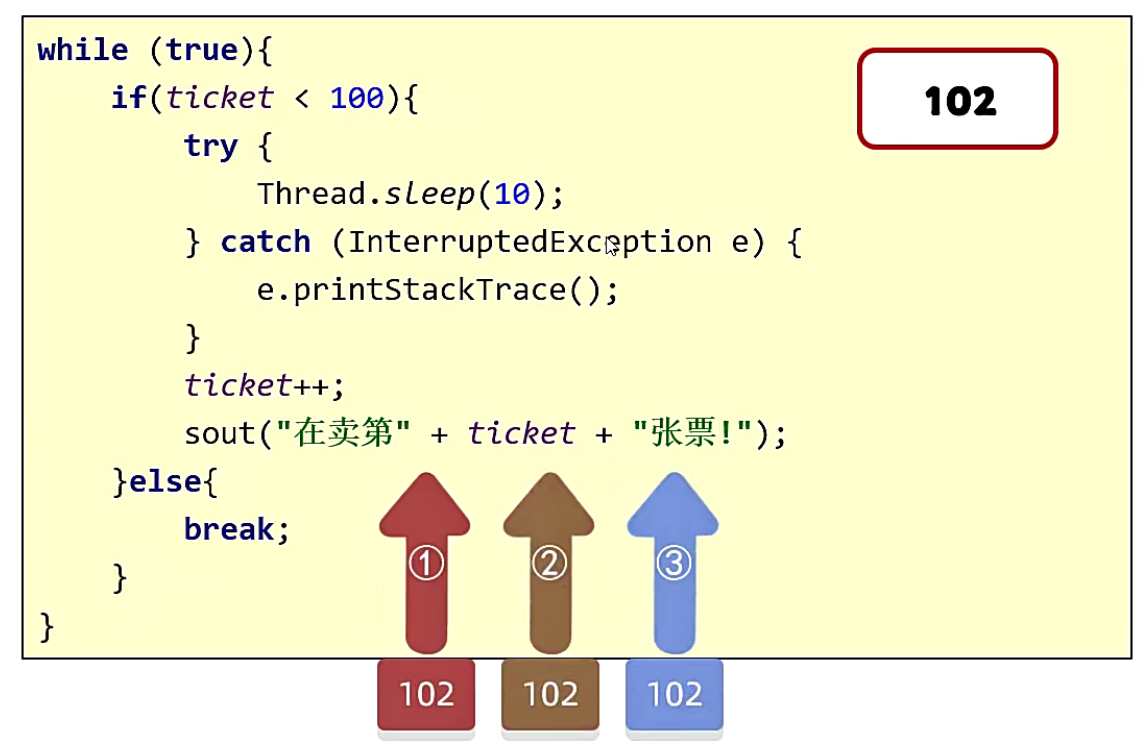 while (true){
if(ticket < 100){
102
try {
Thread.sleep(10);
} catch (InterruptedException e) {
e.printStackTrace();
}
ticket++;
sout("在卖第" + ticket + "张票!");
}else{
break;
}
}
① ② ③
102 102 102